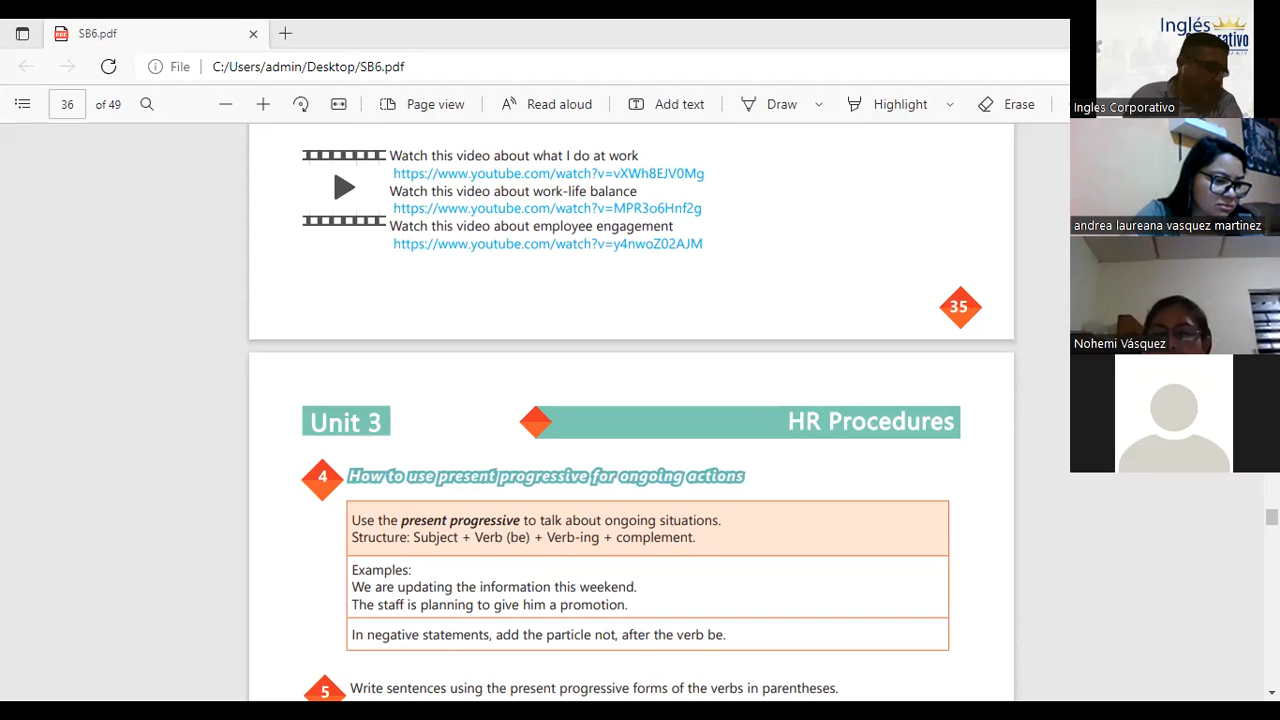 SB6.pdf
File
C:/Users/admin/Desktop/SB6.pdf
36 of 49
Page view
Read aloud
Add text
Draw
Highlight
Erase
Watch this video about what I do at work
https://www.youtube.com/watch?v=vXWh8EJV0Mg
Watch this video about work-life balance
https://www.youtube.com/watch?v=MPR3o6Hnf2g
Watch this video about employee engagement
https://www.youtube.com/watch?v=y4nwoZ02AJM
35
Unit 3
HR Procedures
4 How to use present progressive for ongoing actions
Use the present progressive to talk about ongoing situations.
Structure: Subject + Verb (be) + Verb-ing + complement.
Examples:
We are updating the information this weekend.
The staff is planning to give him a promotion.
In negative statements, add the particle not, after the verb be.
5 Write sentences using the present progressive forms of the verbs in parentheses.
Inglés
Ingles Corporativo
andrea laureana vasquez martinez
Nohemi Vásquez